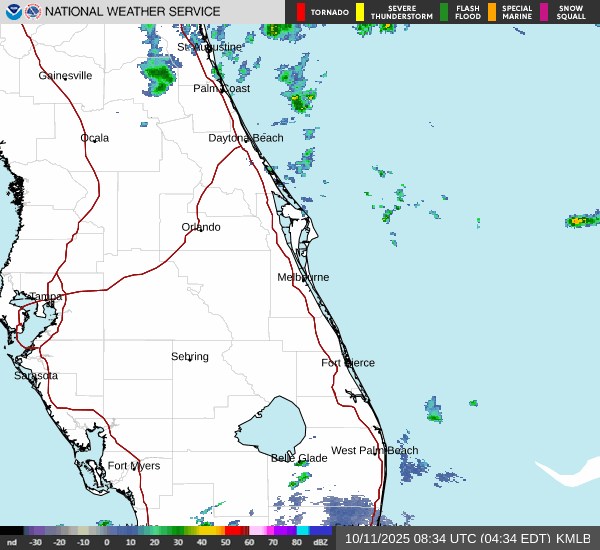 NATIONAL WEATHER SERVICE
TORNADO
SEVERE THUNDERSTORM
FLASH FLOOD
SPECIAL MARINE
SNOW SQUALL
St. Augustine
Gainesville
Palm Coast
Ocala
Daytona Beach
Orlando
Melbourne
Tampa
Sebring
Fort Pierce
Sarasota
West Palm Beach
Belle Glade
Fort Myers
nd -30 -20 -10 0 10 20 30 40 50 60 70 80 dBZ
10/11/2025 08:34 UTC (04:34 EDT) KMLB